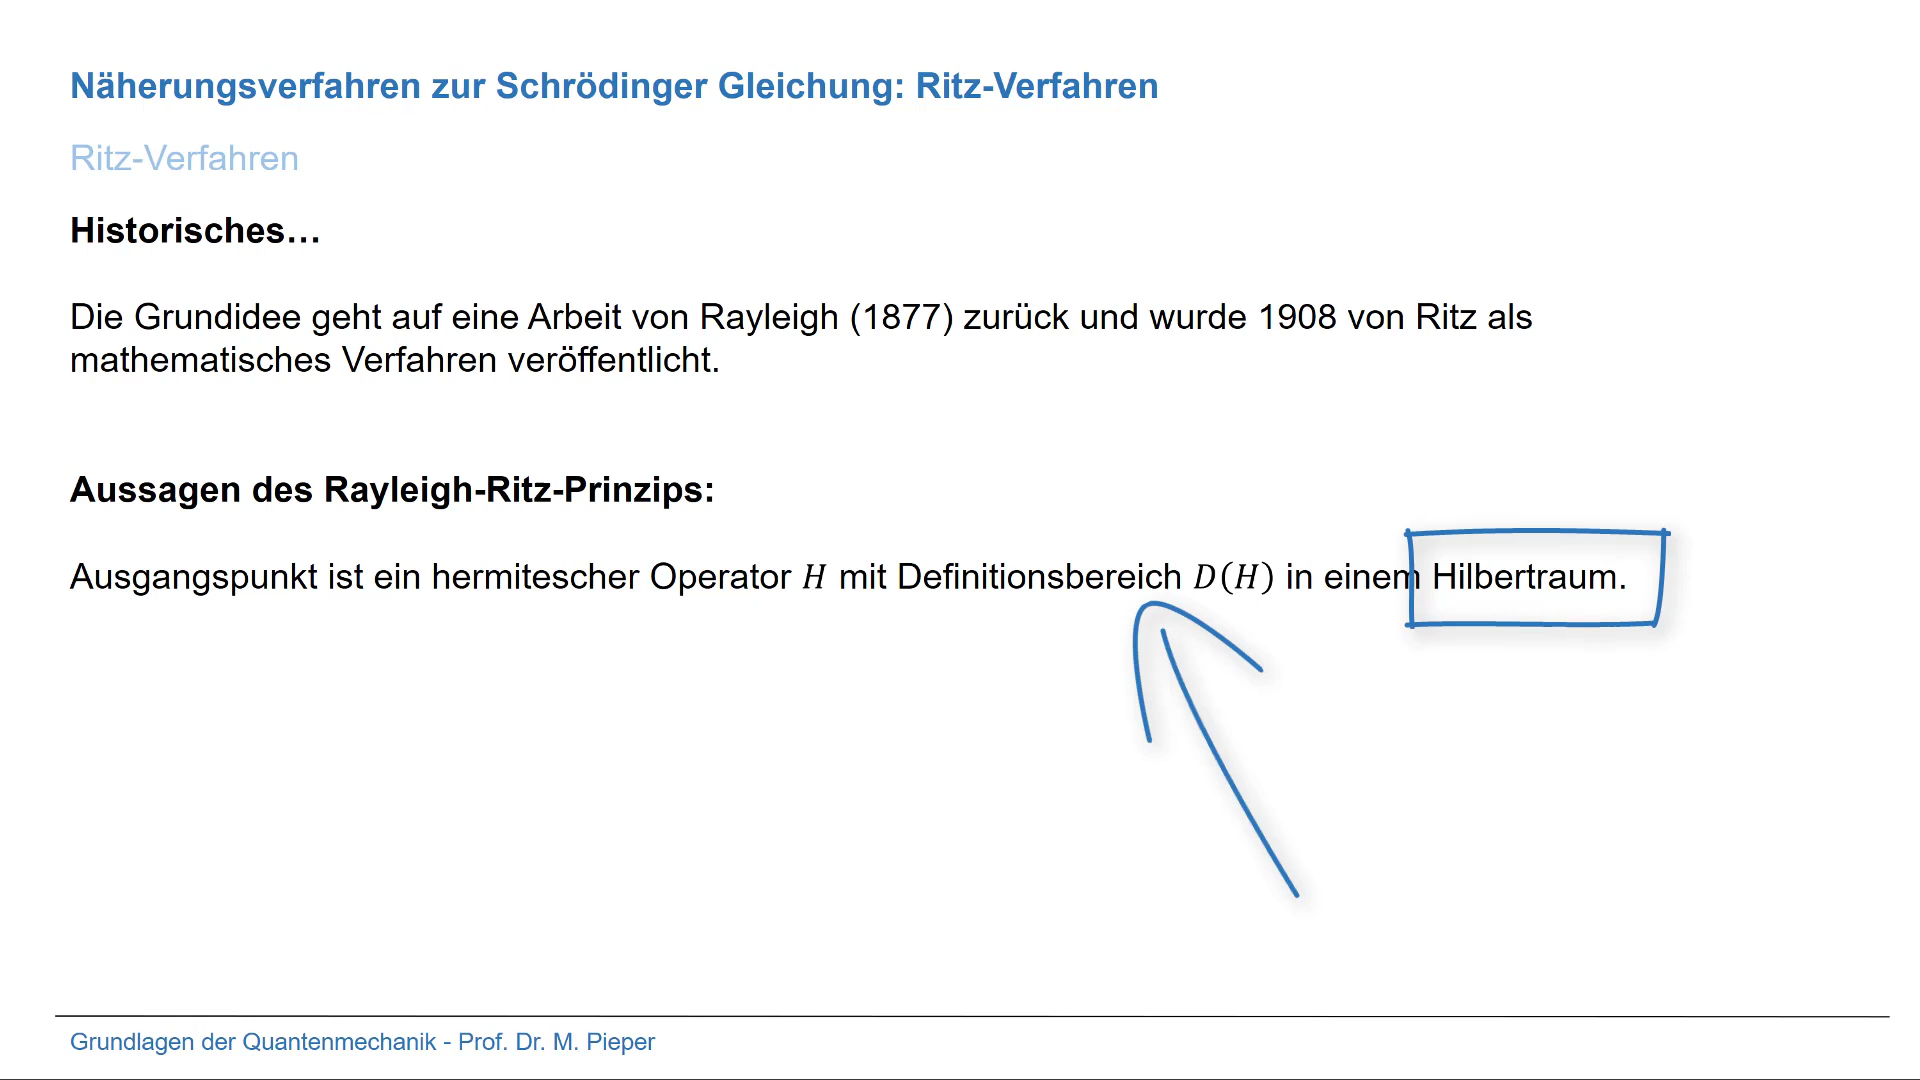 Näherungsverfahren zur Schrödinger Gleichung: Ritz-Verfahren
Ritz-Verfahren
Historisches…
Die Grundidee geht auf eine Arbeit von Rayleigh (1877) zurück und wurde 1908 von Ritz als
mathematisches Verfahren veröffentlicht.
Aussagen des Rayleigh-Ritz-Prinzips:
Ausgangspunkt ist ein hermitescher Operator H mit Definitionsbereich D(H) in einem Hilbertraum.
Grundlagen der Quantenmechanik - Prof. Dr. M. Pieper